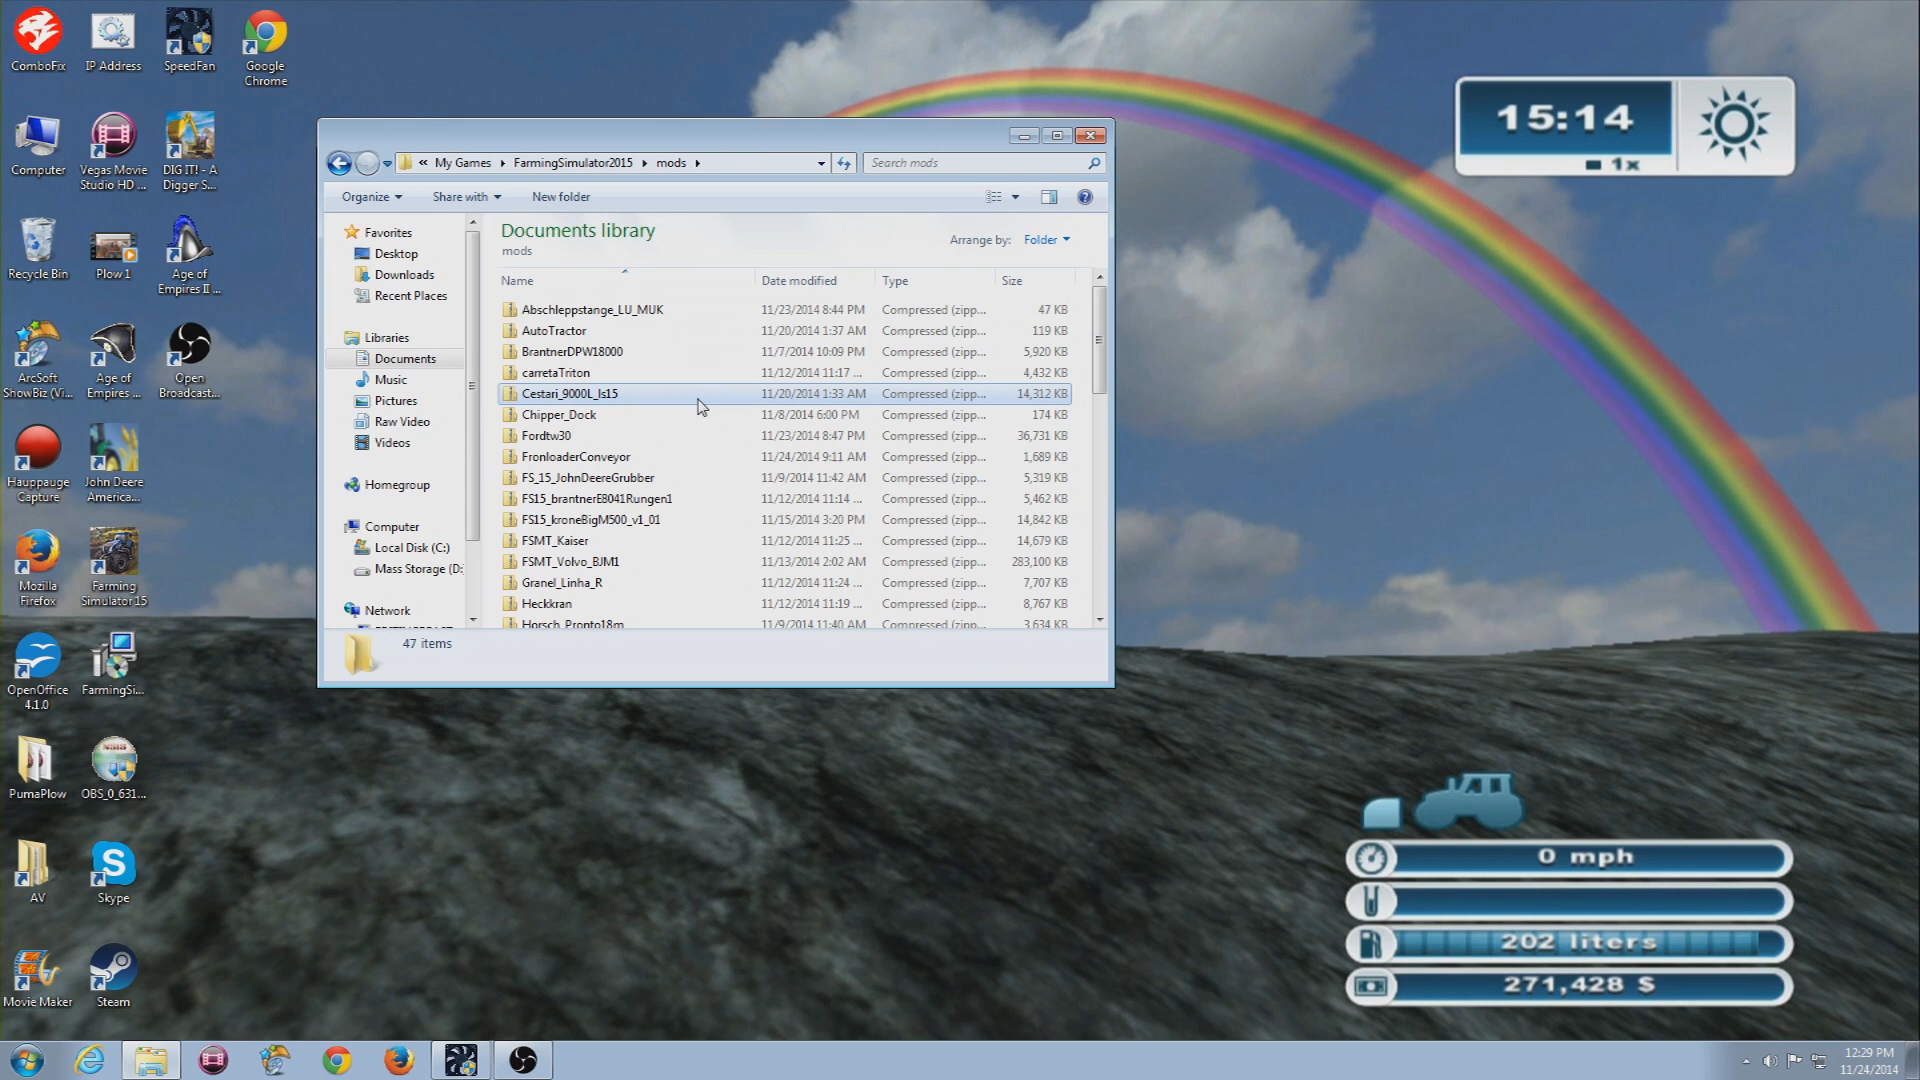 ComboFix
IP Address
SpeedFan
Google
Chrome
Computer
Vegas Movie
Studio HD ...
DIG IT! - A
Digger S...
Recycle Bin
Plow 1
Age of
Empires II ...
ArcSoft
ShowBiz (Vi...
Age of
Empires ...
Open
Broadcast...
Hauppauge
Capture
John Deere
America...
Mozilla
Firefox
Farming
Simulator 15
OpenOffice
4.1.0
FarmingSi...
PumaPlow
OBS_0_631...
AV
Skype
Movie Maker
Steam
« My Games FarmingSimulator2015 mods
Search mods
Organize Share with New folder
Favorites
Desktop
Downloads
Recent Places
Libraries
Documents
Music
Pictures
Raw Video
Videos
Homegroup
Computer
Local Disk (C:)
Mass Storage (D:
Network
Documents library
mods
Arrange by: Folder
Name Date modified Type Size
Abschleppstange_LU_MUK 11/23/2014 8:44 PM Compressed (zipp... 47 KB
AutoTractor 11/20/2014 1:37 AM Compressed (zipp... 119 KB
BrantnerDPW18000 11/7/2014 10:09 PM Compressed (zipp... 5,920 KB
carretaTriton 11/12/2014 11:17 ... Compressed (zipp... 4,432 KB
Cestari_9000L_ls15 11/20/2014 1:33 AM Compressed (zipp... 14,312 KB
Chipper_Dock 11/8/2014 6:00 PM Compressed (zipp... 174 KB
Fordtw30 11/23/2014 8:47 PM Compressed (zipp... 36,731 KB
FronloaderConveyor 11/24/2014 9:11 AM Compressed (zipp... 1,689 KB
FS_15_JohnDeereGrubber 11/9/2014 11:42 AM Compressed (zipp... 5,319 KB
FS15_brantnerE8041Rungen1 11/12/2014 11:14 ... Compressed (zipp... 5,462 KB
FS15_kroneBigM500_v1_01 11/15/2014 3:20 PM Compressed (zipp... 14,842 KB
FSMT_Kaiser 11/12/2014 11:25 ... Compressed (zipp... 14,679 KB
FSMT_Volvo_BJM1 11/13/2014 2:02 AM Compressed (zipp... 283,100 KB
Granel_Linha_R 11/12/2014 11:24 ... Compressed (zipp... 7,707 KB
Heckkran 11/12/2014 11:19 ... Compressed (zipp... 8,767 KB
Horsch_Pronto18m 11/9/2014 11:40 AM Compressed (zipp... 3,634 KB
47 items
15:14
1x
0 mph
202 liters
271,428 $
12:29 PM
11/24/2014